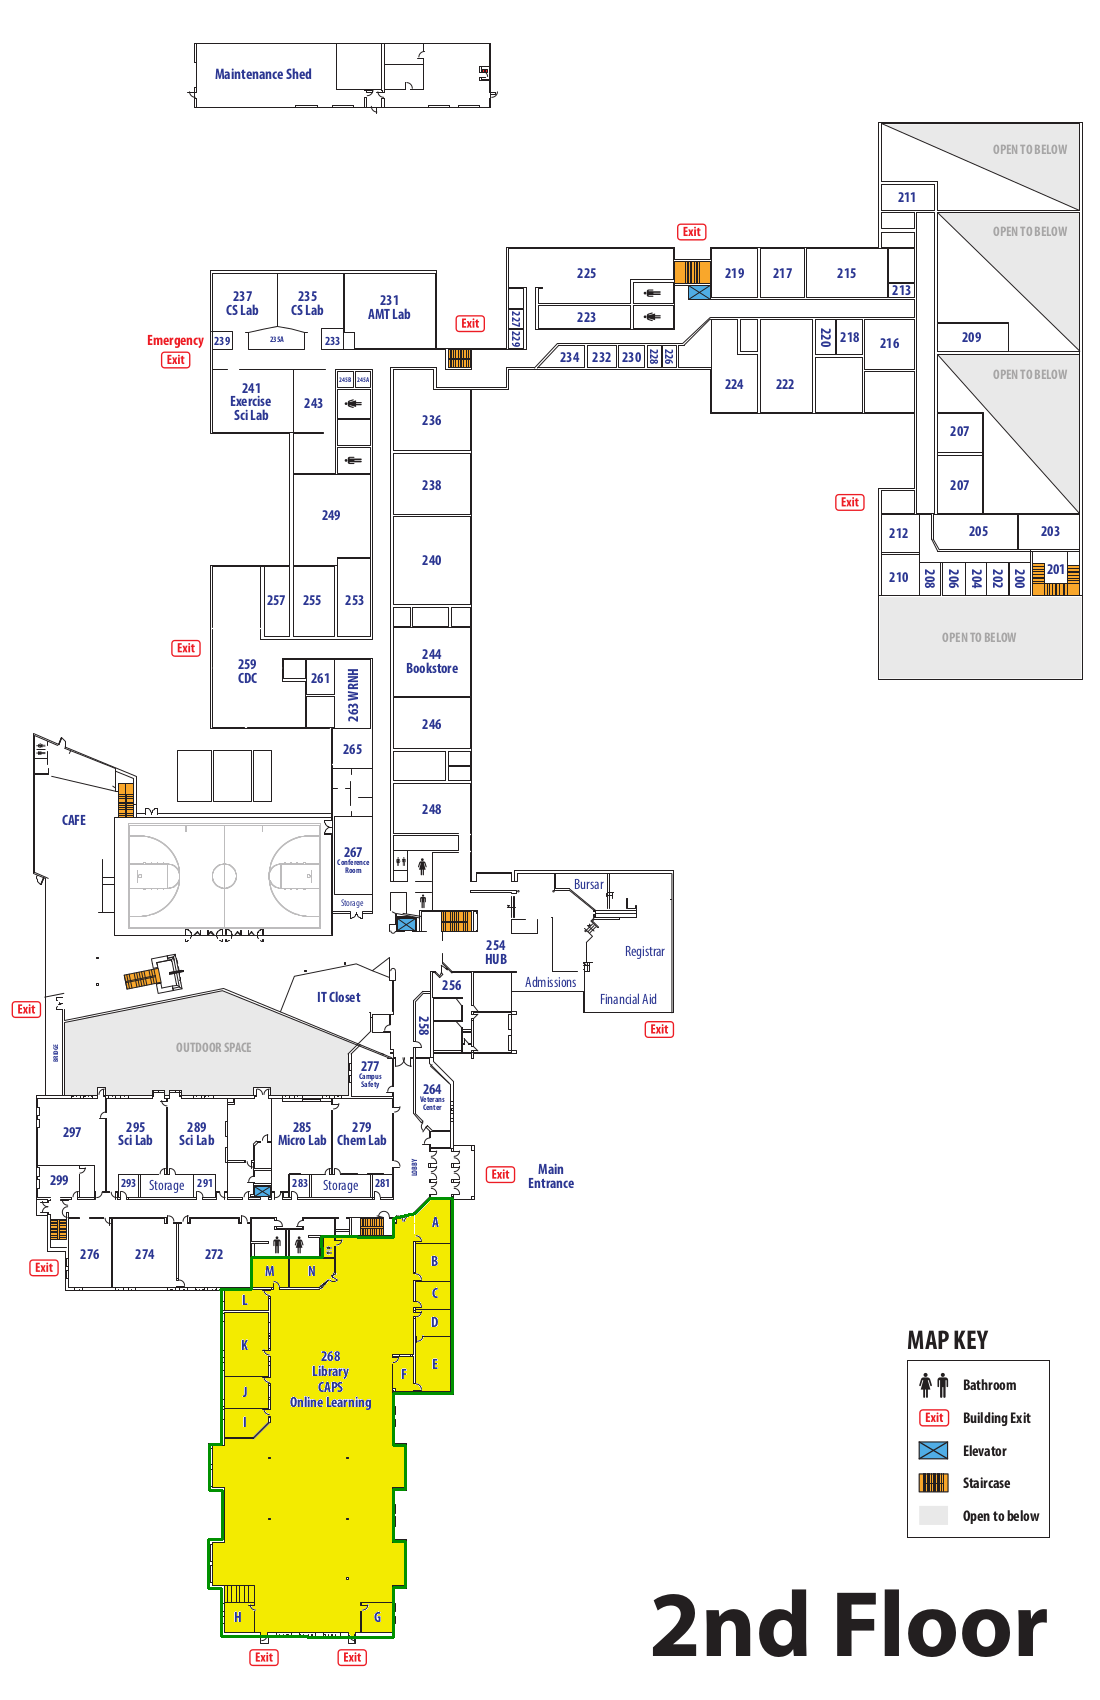 Maintenance Shed
OPEN TO BELOW
211
OPEN TO BELOW
Exit
225
219
217
215
213
237
CS Lab
235
CS Lab
231
AMT Lab
Exit
227
229
223
Emergency
Exit
239
235A
233
234
232
230
228
226
224
222
220
218
216
209
OPEN TO BELOW
241
Exercise
Sci Lab
243
245B
245A
236
207
238
207
Exit
249
240
212
205
203
210
208
206
204
202
200
201
257
255
253
OPEN TO BELOW
Exit
259
CDC
261
263 WRNH
244
Bookstore
246
265
CAFE
248
267
Conference
Room
Storage
Bursar
254
HUB
Registrar
Admissions
Financial Aid
Exit
256
IT Closet
Exit
258
OUTDOOR SPACE
BRIDGE
277
Campus
Safety
264
Veterans
Center
297
295
Sci Lab
289
Sci Lab
285
Micro Lab
279
Chem Lab
LOBBY
Exit
Main
Entrance
299
293
Storage
291
283
Storage
281
276
274
272
Exit
A
B
C
D
E
F
M
N
L
K
J
I
268
Library
CAPS
Online Learning
H
G
Exit
Exit
MAP KEY
Bathroom
Exit
Building Exit
Elevator
Staircase
Open to below
2nd Floor